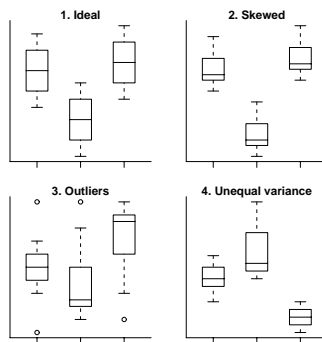 1. Ideal
2. Skewed
3. Outliers
4. Unequal variance